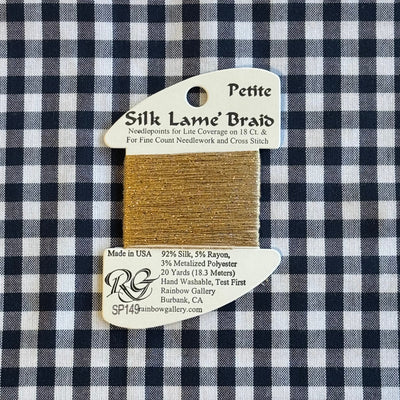 Petite
Silk Lame' Braid
Needlepoints for Lite Coverage on 18 Ct. &
For Fine Count Needlework and Cross Stitch
Made in USA
92% Silk, 5% Rayon,
3% Metalized Polyester
20 Yards (18.3 Meters)
Hand Washable, Test First
Rainbow Gallery
Burbank, CA
RG
SP149
rainbowgallery.com